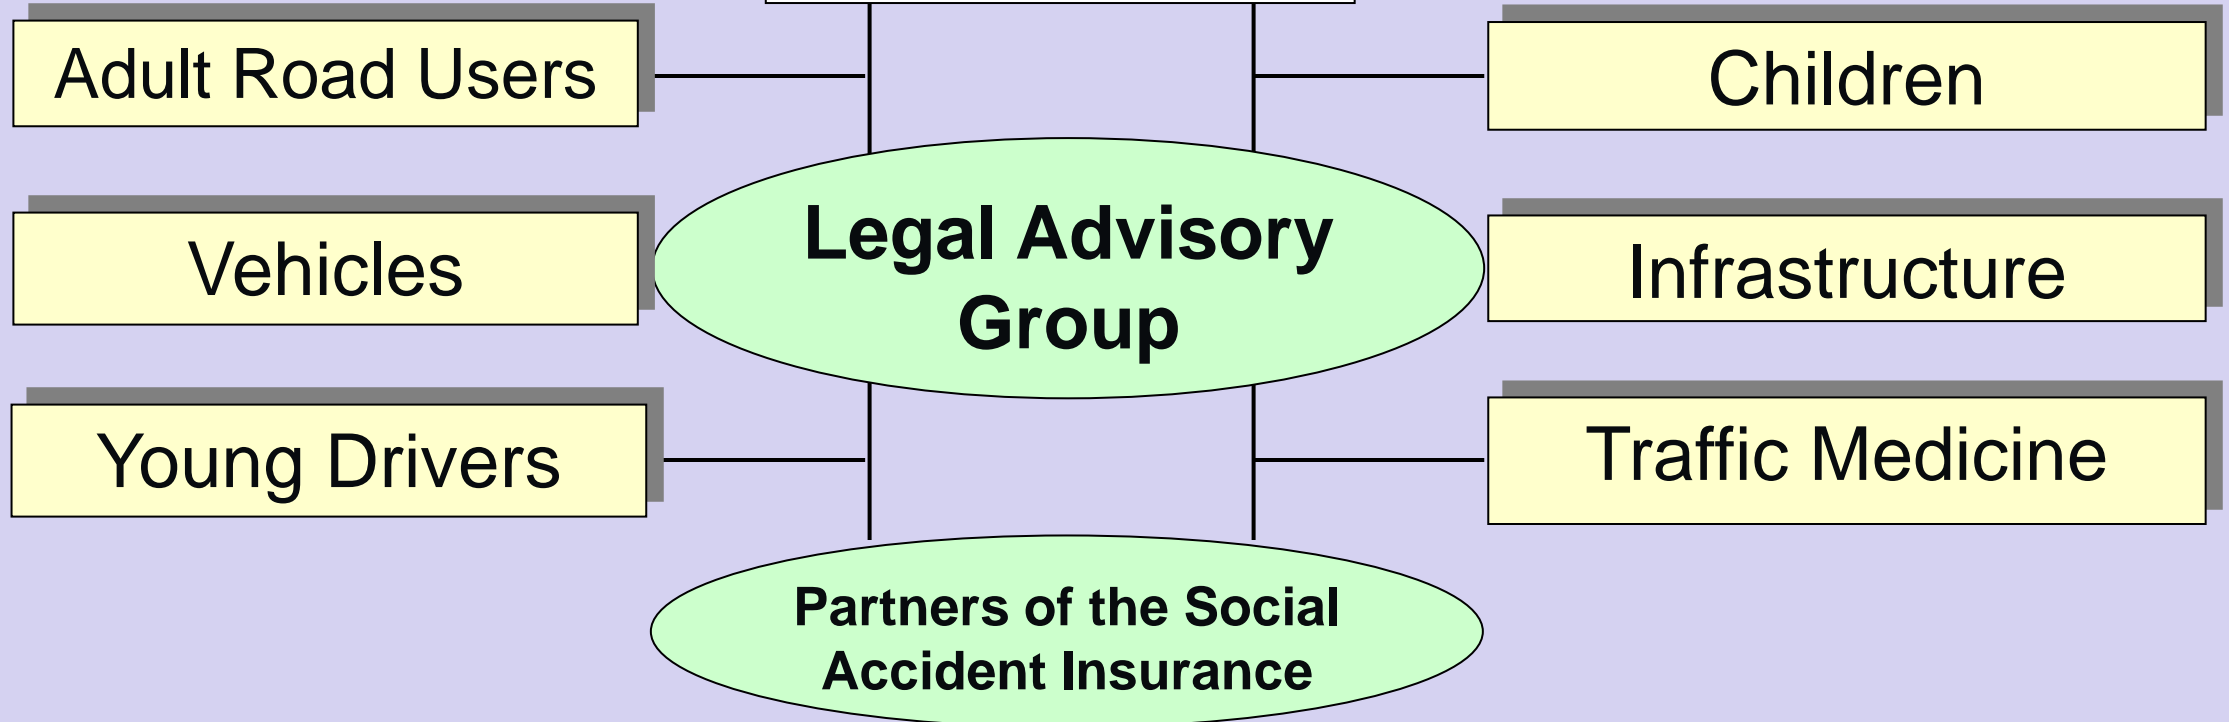 Adult Road Users
Children
Legal Advisory
Group
Vehicles
Infrastructure
Young Drivers
Traffic Medicine
Partners of the Social
Accident Insurance